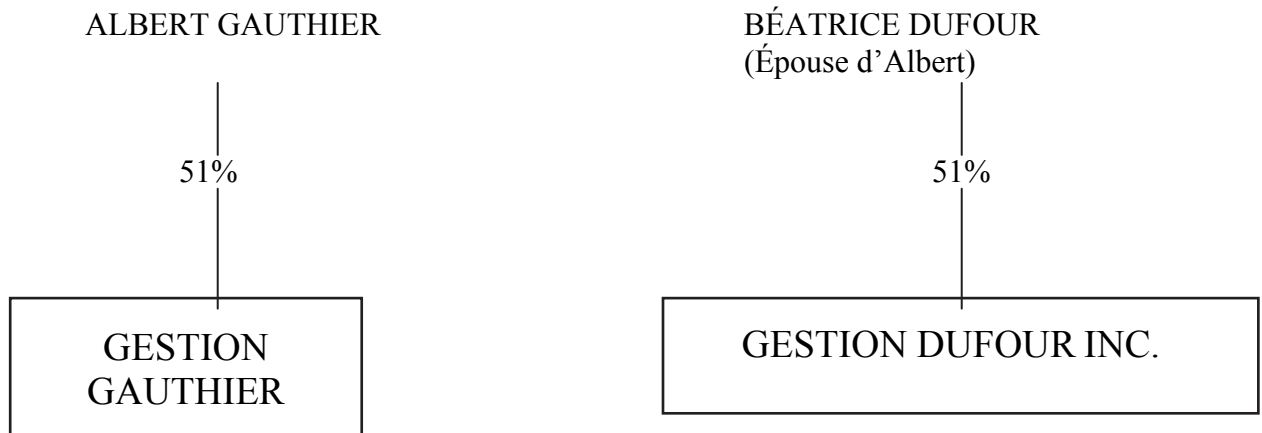 ALBERT GAUTHIER
BÉATRICE DUFOUR
(Épouse d’Albert)
51%
51%
GESTION
GAUTHIER
GESTION DUFOUR INC.